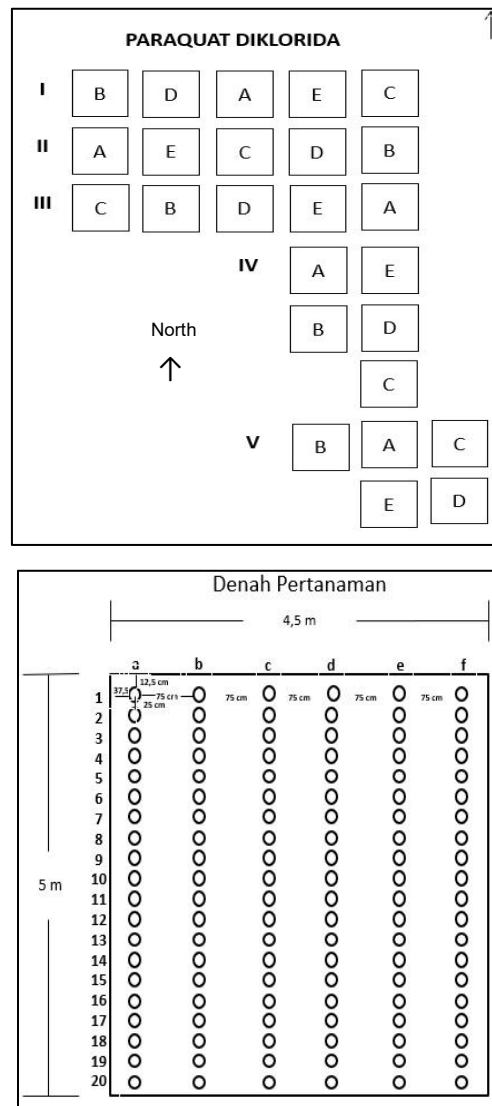 PARAQUAT DIKLORIDA
I B D A E C
II A E C D B
III C B D E A
IV A E
North B D
C
V B A C
E D
Denah Pertanaman
4,5 m
a b c d e f
12,5 cm
1 37,5 75 cm 75 cm 75 cm 75 cm 75 cm
25 cm
2
3
4
5
6
7
8
9
5 m 10
11
12
13
14
15
16
17
18
19
20